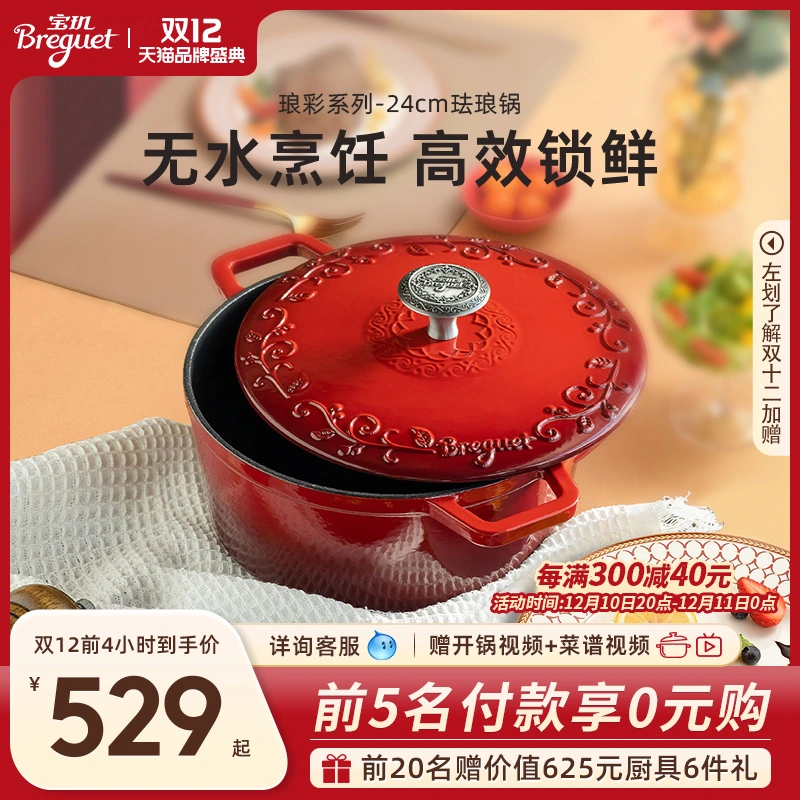 宝玑
Breguet
双12
天猫品牌盛典
琅彩系列-24cm珐琅锅
无水烹饪 高效锁鲜
Breguet
Breguet
左划了解双十二加赠
每满300减40元
活动时间:12月10日20点-12月11日0点
双12前4小时到手价
¥529起
详询客服
赠开锅视频+菜谱视频
前5名付款享0元购
前20名赠价值625元厨具6件礼